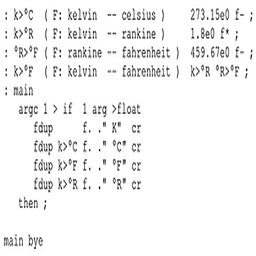 : k>°C  ( F: kelvin  -- celsius )     273.15e0 f- ;
: k>°R  ( F: kelvin  -- rankine )     1.8e0 f* ;
: °R>°F ( F: rankine -- fahrenheit )  459.67e0 f- ;
: k>°F  ( F: kelvin  -- fahrenheit )  k>°R °R>°F ;
: main
   argc 1 > if  1 arg >float
      fdup      f. ." K"  cr
      fdup k>°C f. ." °C" cr
      fdup k>°F f. ." °F" cr
      fdup k>°R f. ." °R" cr
   then ;

main bye